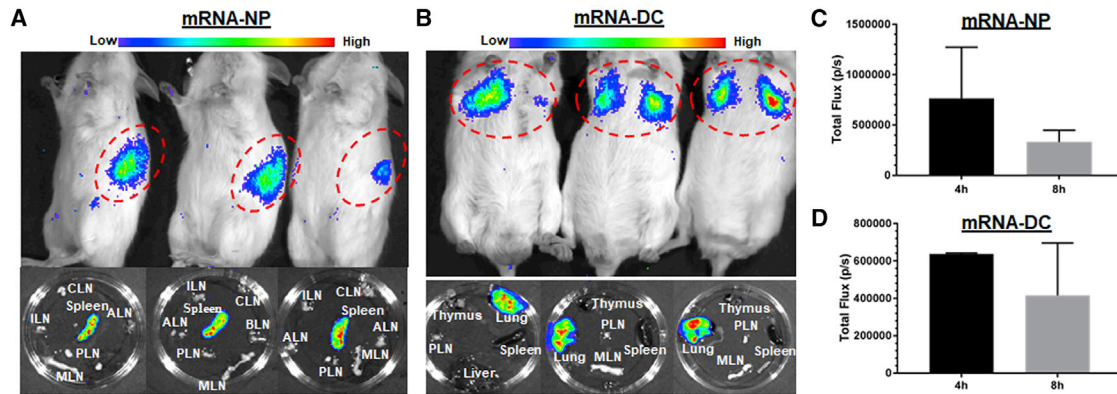 A
mRNA-NP
Low
High
CLN
Spleen
ILN
ALN
PLN
MLN
ILN
CLN
Spleen
ALN
BLN
PLN
MLN
ILN
CLN
Spleen
ALN
ALN
MLN
PLN
B
mRNA-DC
Low
High
Thymus
Lung
PLN
Spleen
Liver
Thymus
PLN
Lung
MLN
Spleen
Thymus
PLN
Lung
MLN
Spleen
C
mRNA-NP
Total Flux (p/s)
1500000
1000000
500000
0
4h
8h
D
mRNA-DC
Total Flux (p/s)
800000
600000
400000
200000
0
4h
8h